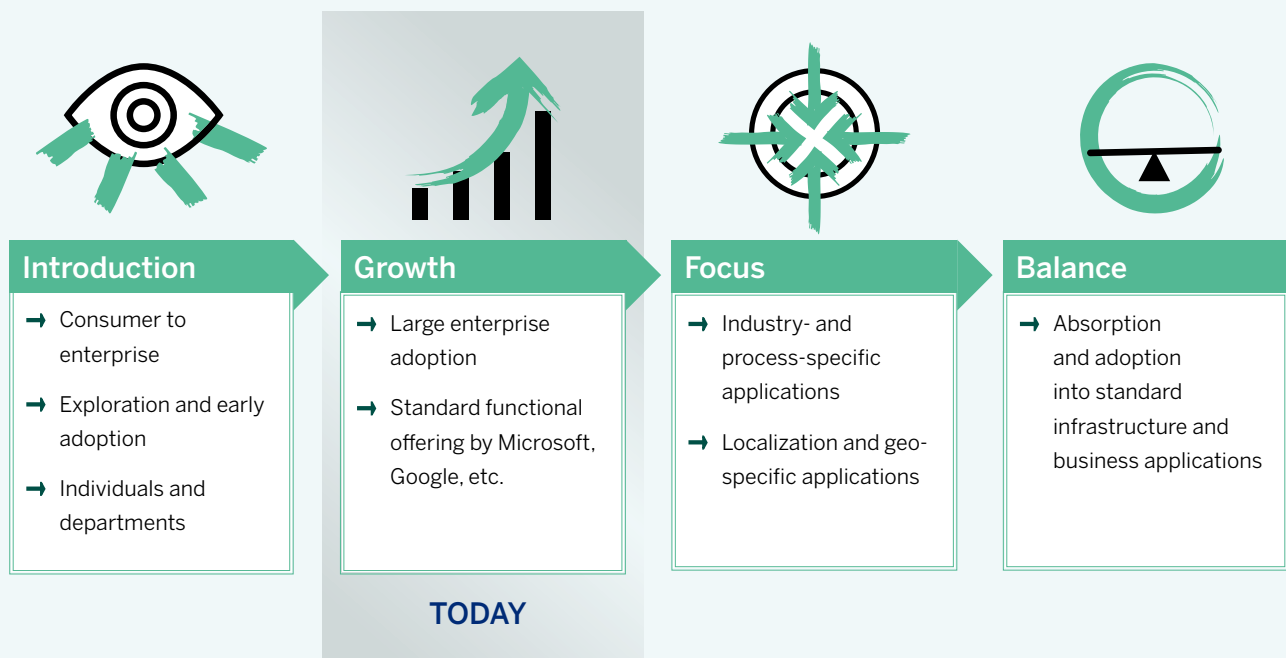 Introduction
Consumer to
enterprise
Exploration and early
adoption
Individuals and
departments
Growth
Large enterprise
adoption
Standard functional
offering by Microsoft,
Google, etc.
TODAY
Focus
Industry- and
process-specific
applications
Localization and geo-
specific applications
Balance
Absorption
and adoption
into standard
infrastructure and
business applications